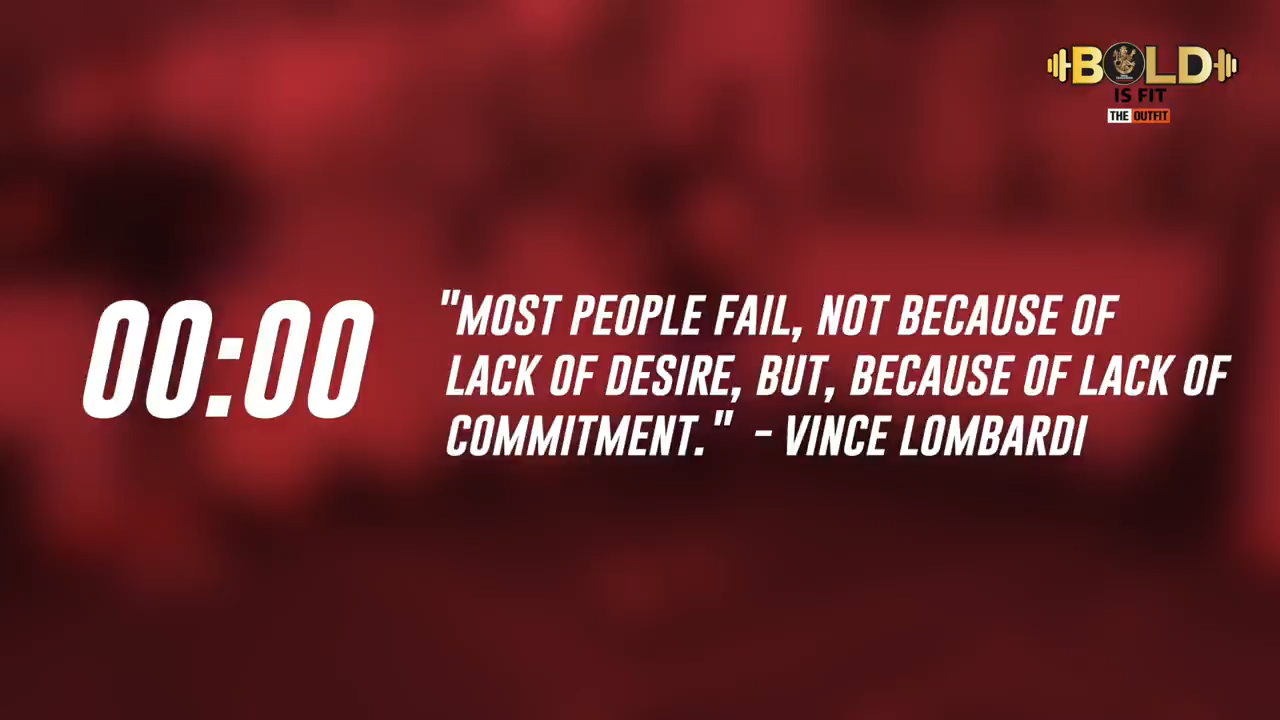 BOLD
IS FIT
THE OUTFIT
00:00
"MOST PEOPLE FAIL, NOT BECAUSE OF
LACK OF DESIRE, BUT, BECAUSE OF LACK OF
COMMITMENT." - VINCE LOMBARDI